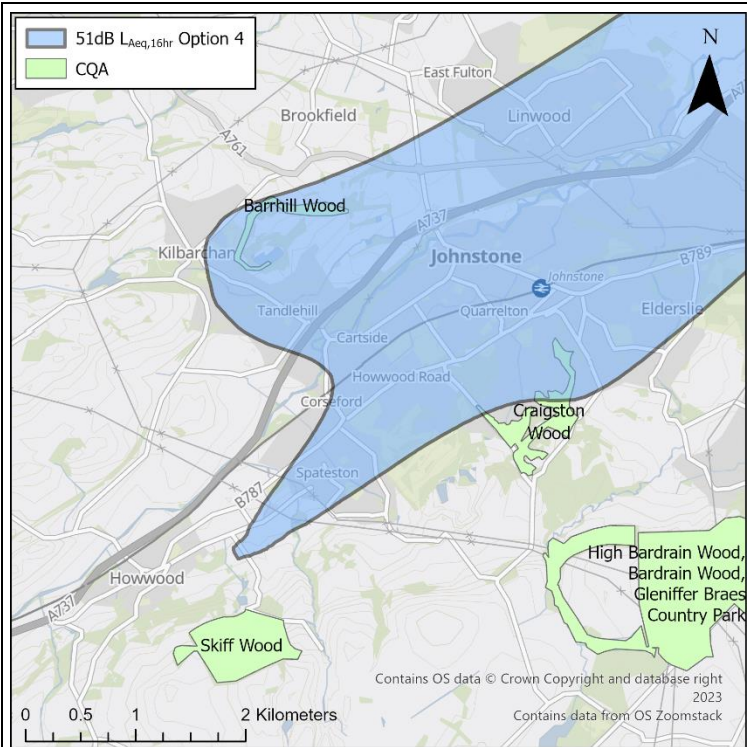 51dB LAeq,16hr Option 4
CQA
N
East Fulton
Linwood
Brookfield
A761
A737
Barrhill Wood
Kilbarchan
Johnstone
Johnstone
B789
Tandlehill
Quarrelton
Elderslie
Cartside
Howwood Road
Corseford
Craigston
Wood
Spateston
B787
Howwood
A737
High Bardrain Wood,
Bardrain Wood,
Gleniffer Braes
Country Park
Skiff Wood
Contains OS data © Crown Copyright and database right
2023
Contains data from OS Zoomstack
0 0.5 1 2 Kilometers